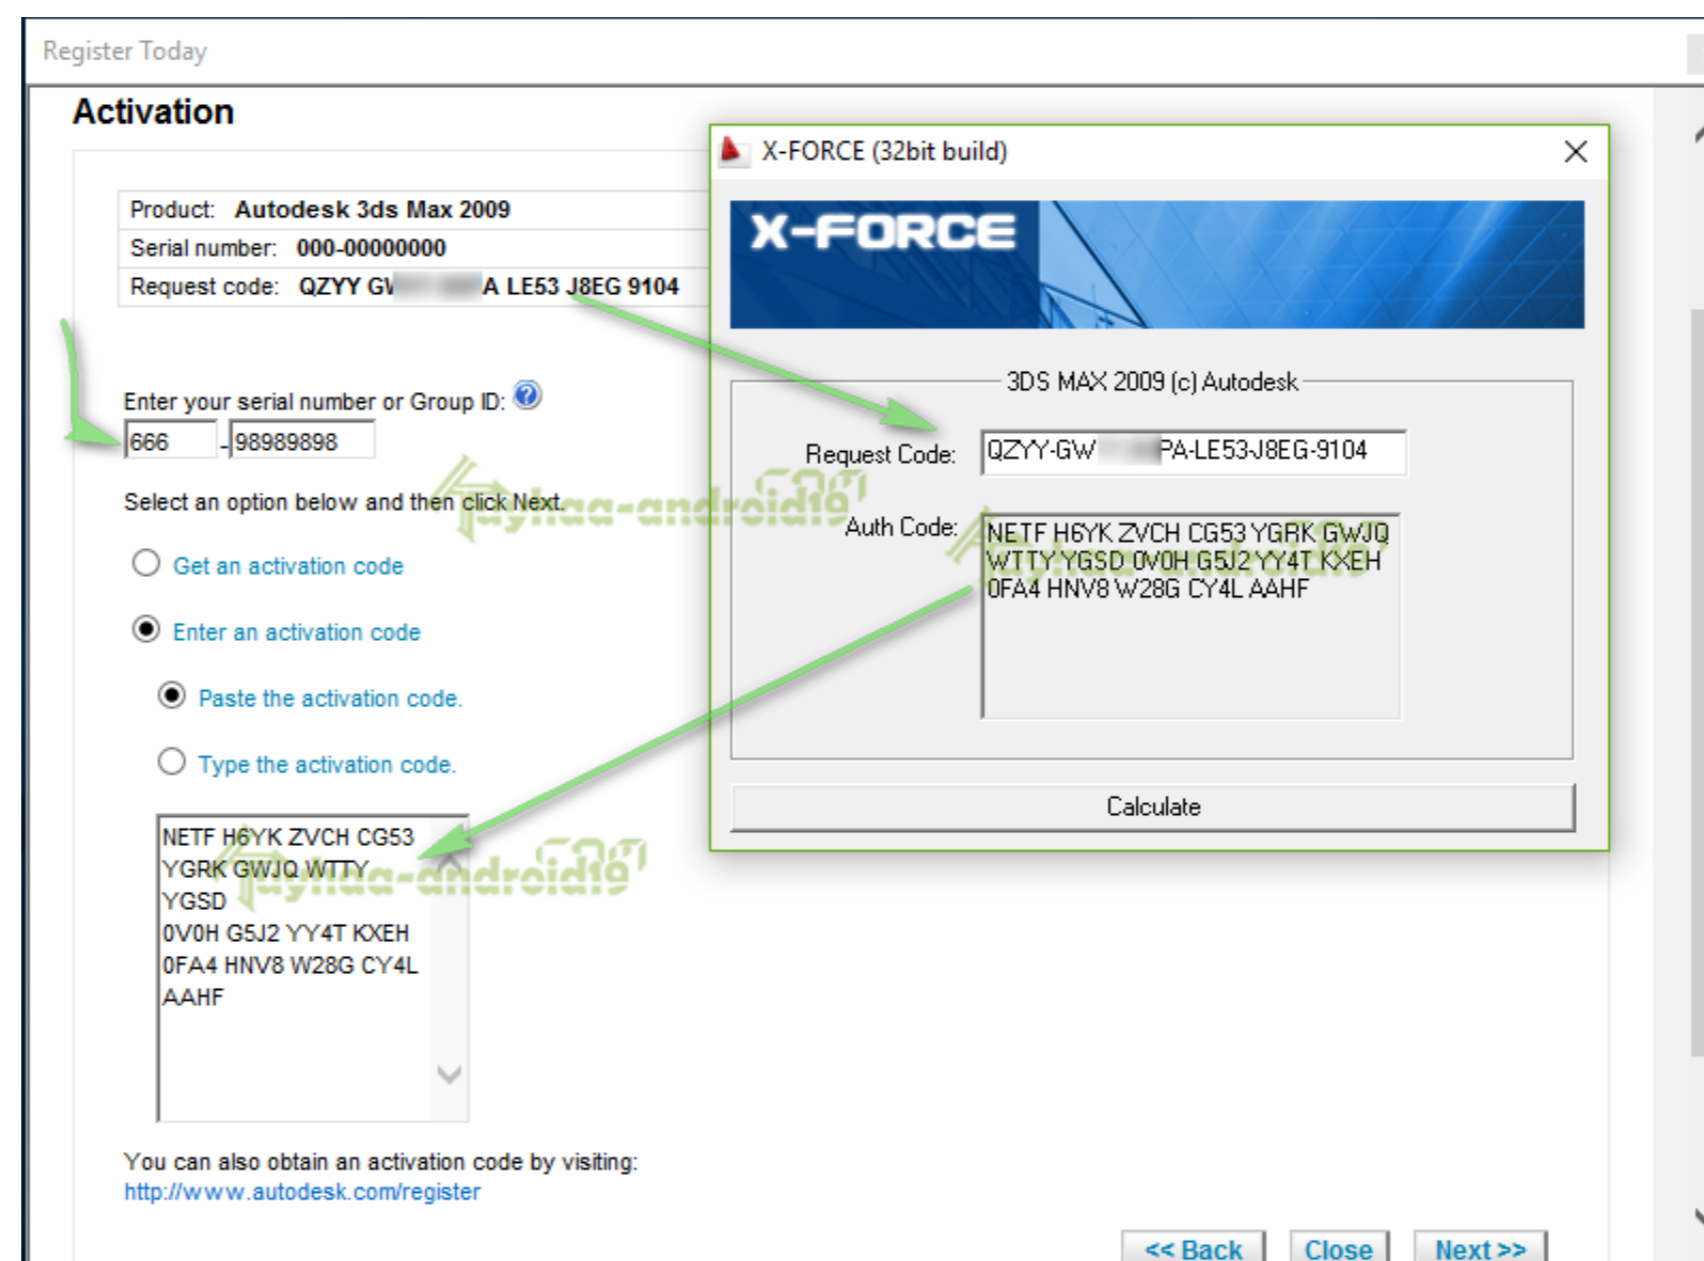 Register Today
Activation
Product: Autodesk 3ds Max 2009
Serial number: 000-00000000
Request code: QZYY GW A LE53 J8EG 9104
Enter your serial number or Group ID:
666 - 98989898
Select an option below and then click Next.
Get an activation code
Enter an activation code
Paste the activation code.
Type the activation code.
NETF H6YK ZVCH CG53
YGRK GWJQ WTTY
YGSD
0V0H G5J2 YY4T KXEH
0FA4 HNV8 W28G CY4L
AAHF
You can also obtain an activation code by visiting:
http://www.autodesk.com/register
<< Back Close Next >>
X-FORCE (32bit build)
X-FORCE
3DS MAX 2009 (c) Autodesk
Request Code: QZYY-GW PA-LE53-J8EG-9104
Auth Code:
NETF H6YK ZVCH CG53 YGRK GWJQ
WTTY YGSD 0V0H G5J2 YY4T KXEH
0FA4 HNV8 W28G CY4L AAHF
Calculate